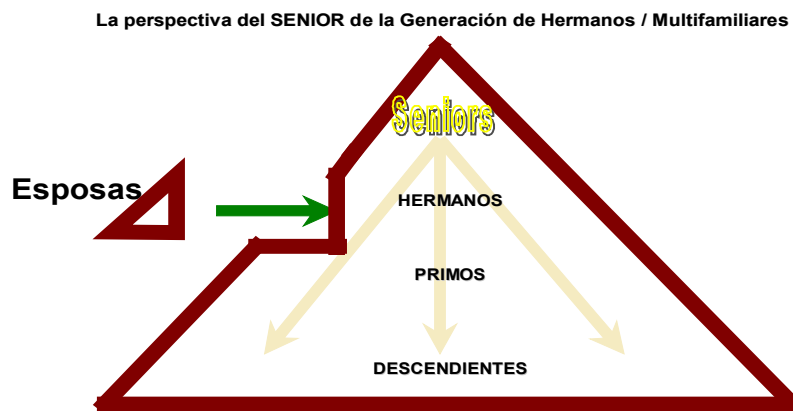 La perspectiva del SENIOR de la Generación de Hermanos / Multifamiliares
Seniors
Esposas
HERMANOS
PRIMOS
DESCENDIENTES